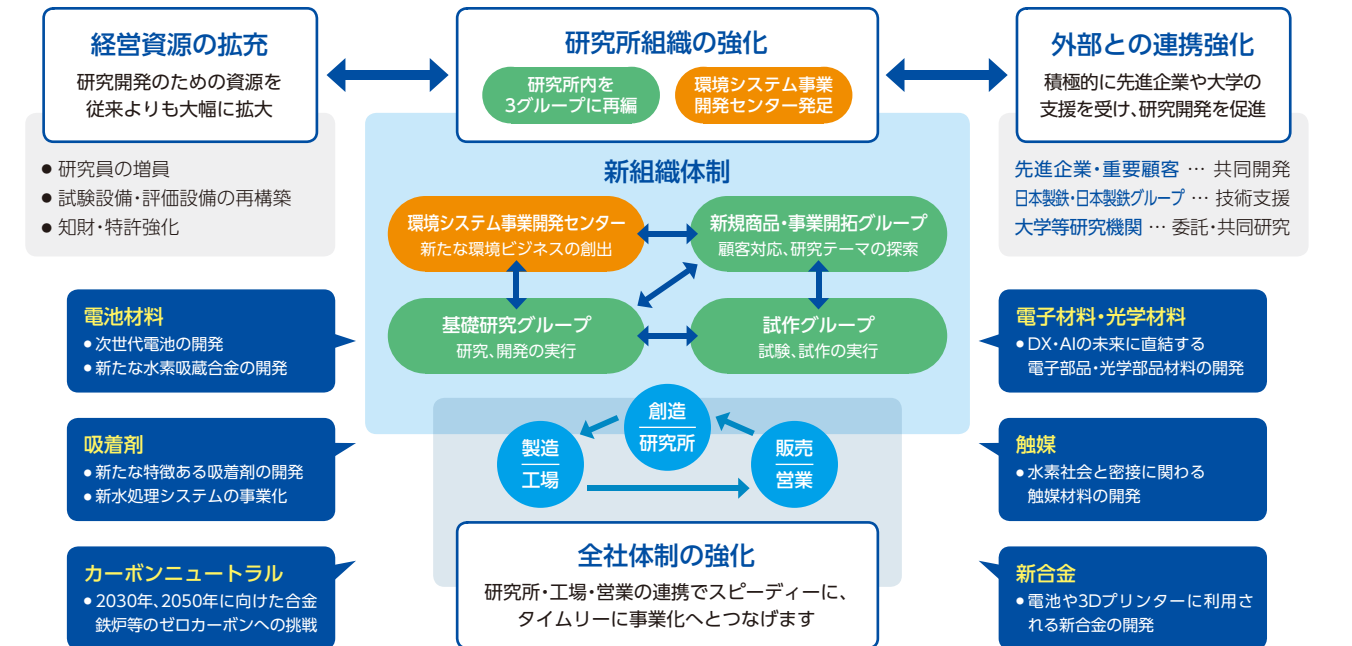 経営資源の拡充
研究開発のための資源を
従来よりも大幅に拡大
● 研究員の増員
● 試験設備・評価設備の再構築
● 知財・特許強化
研究所組織の強化
研究所内を
3グループに再編
環境システム事業
開発センター発足
外部との連携強化
積極的に先進企業や大学の
支援を受け、研究開発を促進
先進企業・重要顧客 … 共同開発
日本製鉄・日本製鉄グループ … 技術支援
大学等研究機関 … 委託・共同研究
新組織体制
環境システム事業開発センター
新たな環境ビジネスの創出
新規商品・事業開拓グループ
顧客対応、研究テーマの探索
基礎研究グループ
研究、開発の実行
試作グループ
試験、試作の実行
電池材料
● 次世代電池の開発
● 新たな水素吸蔵合金の開発
吸着剤
● 新たな特徴ある吸着剤の開発
● 新水処理システムの事業化
カーボンニュートラル
● 2030年、2050年に向けた合金
鉄炉等のゼロカーボンへの挑戦
創造
研究所
製造
工場
販売
営業
全社体制の強化
研究所・工場・営業の連携でスピーディーに、
タイムリーに事業化へとつなげます
電子材料・光学材料
● DX・AIの未来に直結する
電子部品・光学部品材料の開発
触媒
● 水素社会と密接に関わる
触媒材料の開発
新合金
● 電池や3Dプリンターに利用さ
れる新合金の開発